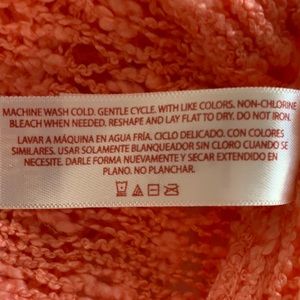 MACHINE WASH COLD. GENTLE CYCLE. WITH LIKE COLORS. NON-CHLORINE
BLEACH WHEN NEEDED. RESHAPE AND LAY FLAT TO DRY. DO NOT IRON.
LAVAR A MÁQUINA EN AGUA FRÍA. CICLO DELICADO. CON COLORES
SIMILARES. USAR SOLAMENTE BLANQUEADOR SIN CLORO CUANDO SE
NECESITE. DARLE FORMA NUEVAMENTE Y SECAR EXTENDIDO EN
PLANO. NO PLANCHAR.